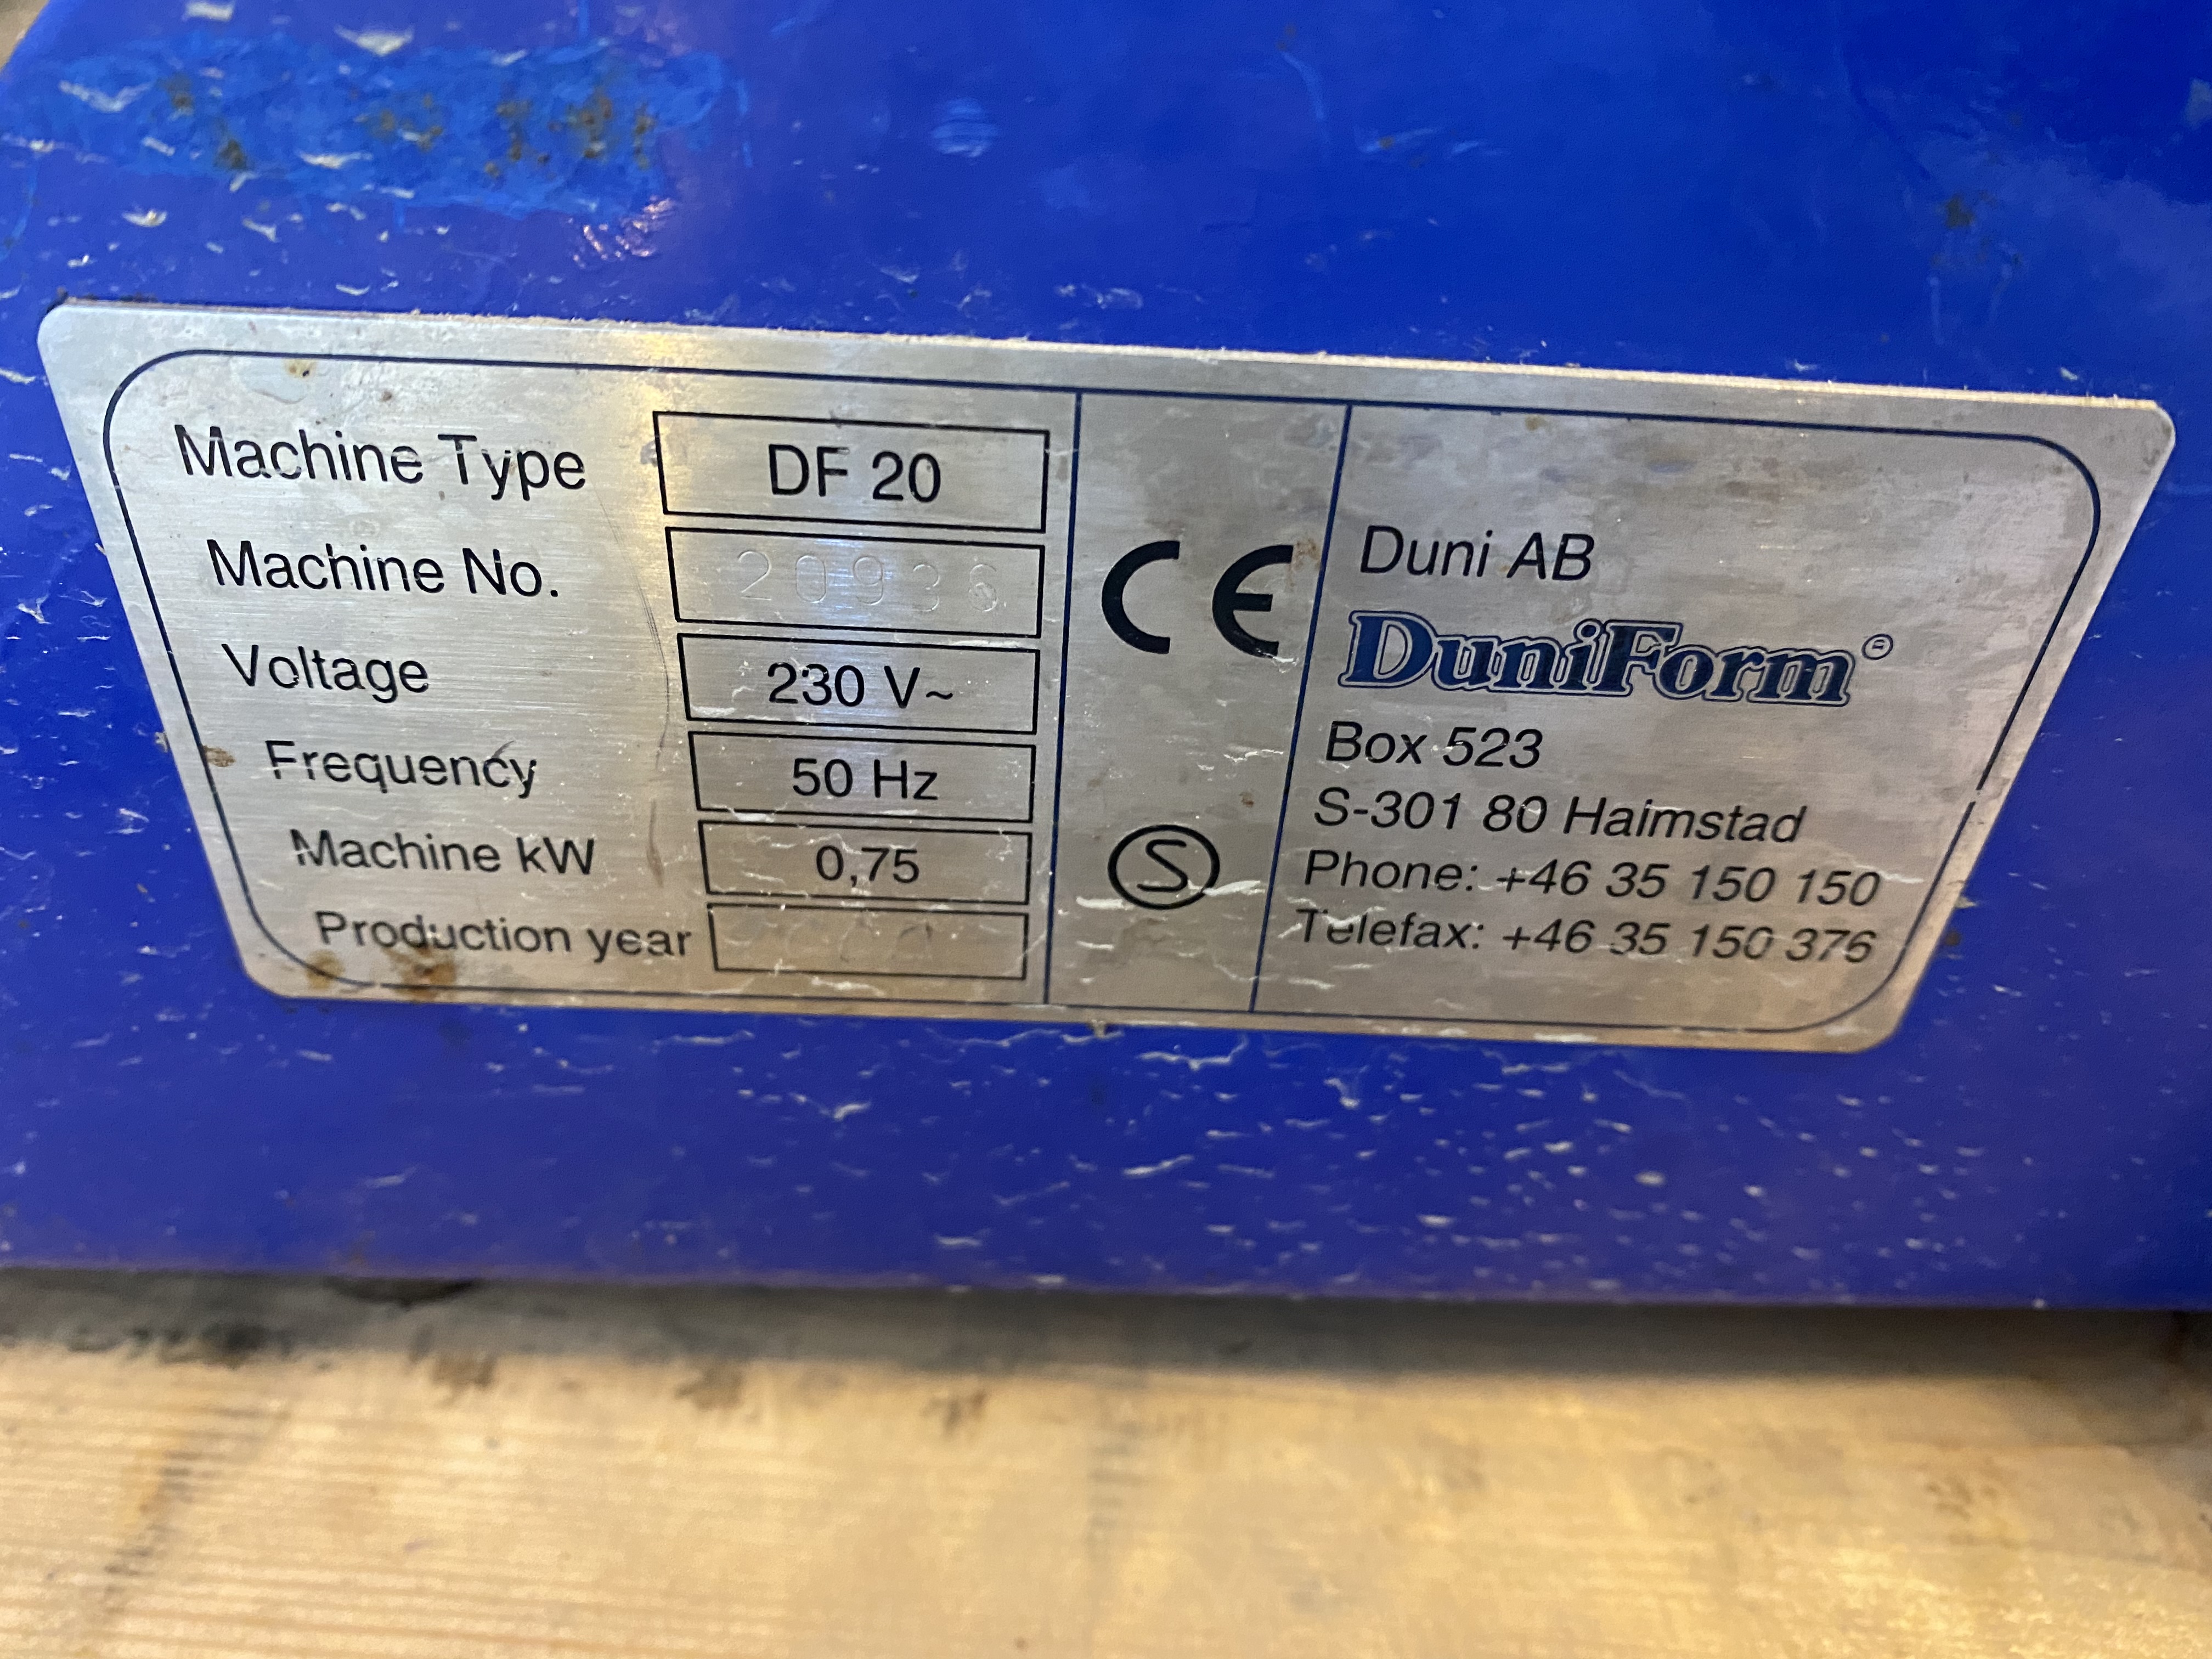 Machine Type DF 20
Machine No. 20936
Voltage 230 V~
Frequency 50 Hz
Machine kW 0,75
Production year
CE
S
Duni AB
DuniForm®
Box 523
S-301 80 Halmstad
Phone: +46 35 150 150
Telefax: +46 35 150 376